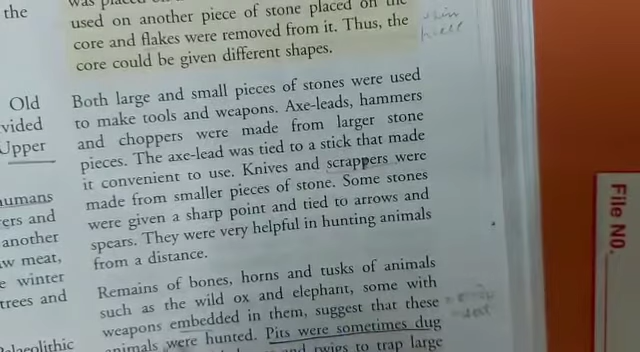 the
Old
vided
Upper
humans
ers and
another
w meat,
winter
trees and
Palaeolithic
used on another piece of stone placed on the
core and flakes were removed from it. Thus, the
core could be given different shapes.
Both large and small pieces of stones were used
to make tools and weapons. Axe-leads, hammers
and choppers were made from larger stone
pieces. The axe-lead was tied to a stick that made
it convenient to use. Knives and scrappers were
made from smaller pieces of stone. Some stones
were given a sharp point and tied to arrows and
spears. They were very helpful in hunting animals
from a distance.
Remains of bones, horns and tusks of animals
such as the wild ox and elephant, some with
weapons embedded in them, suggest that these
animals were hunted. Pits were sometimes dug
and twigs to trap large
File NO.